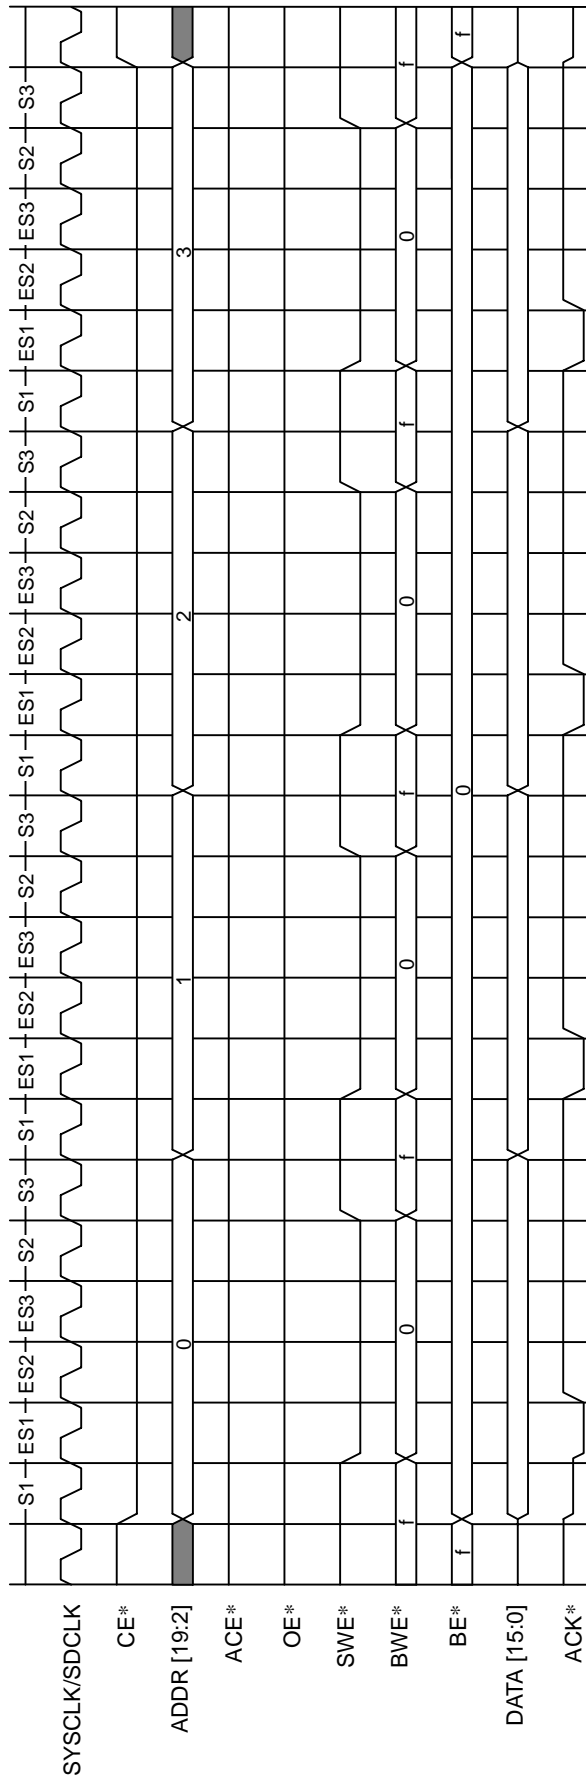 S1 ES1 ES2 ES3 S2 S3 S1 ES1 ES2 ES3 S2 S3 S1 ES1 ES2 ES3 S2 S3 S1 ES1 ES2 ES3 S2 S3
SYSCLK/SDCLK
CE*
ADDR [19:2] 0 1 2 3
ACE*
OE*
SWE*
BWE* f 0 f 0 f 0 f 0 f
BE* f 0 f
DATA [15:0]
ACK*